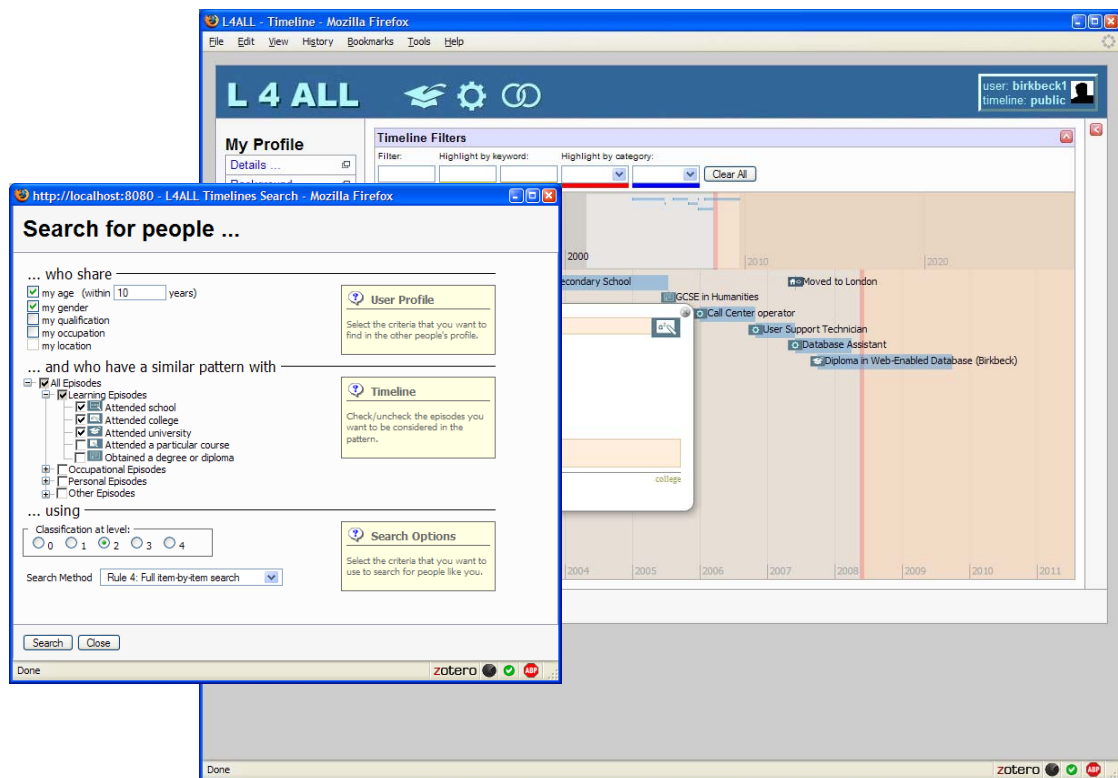 L4ALL - Timeline - Mozilla Firefox
File Edit View History Bookmarks Tools Help
L 4 ALL
user: birkbeck1
timeline: public
My Profile
Details ...
Timeline Filters
Filter: Highlight by keyword: Highlight by category:
Clear All
2000 2010 2020
econdary School
Moved to London
GCSE in Humanities
Call Center operator
User Support Technician
Database Assistant
Diploma in Web-Enabled Database (Birkbeck)
college
2004 2005 2006 2007 2008 2009 2010 2011
Done
zotero ABP
http://localhost:8080 - L4ALL Timelines Search - Mozilla Firefox
Search for people ...
... who share
my age (within 10 years)
my gender
my qualification
my occupation
my location
User Profile
Select the criteria that you want to
find in the other people's profile.
... and who have a similar pattern with
All Episodes
Learning Episodes
Attended school
Attended college
Attended university
Attended a particular course
Obtained a degree or diploma
Occupational Episodes
Personal Episodes
Other Episodes
Timeline
Check/uncheck the episodes you
want to be considered in the
pattern.
... using
Classification at level:
0 1 2 3 4
Search Method Rule 4: Full item-by-item search
Search Options
Select the criteria that you want to
use to search for people like you.
Search Close
Done
zotero ABP